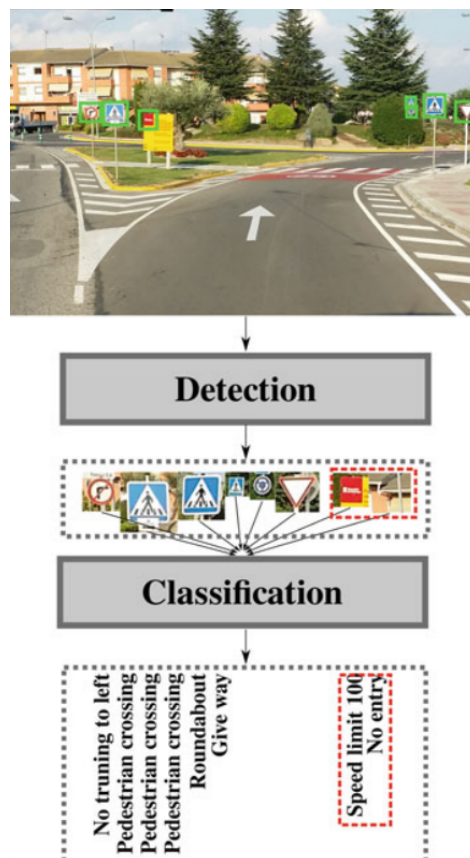 Detection
Classification
No truning to left
Pedestrian crossing
Pedestrian crossing
Pedestrian crossing
Roundabout
Give way
Speed limit 100
No entry